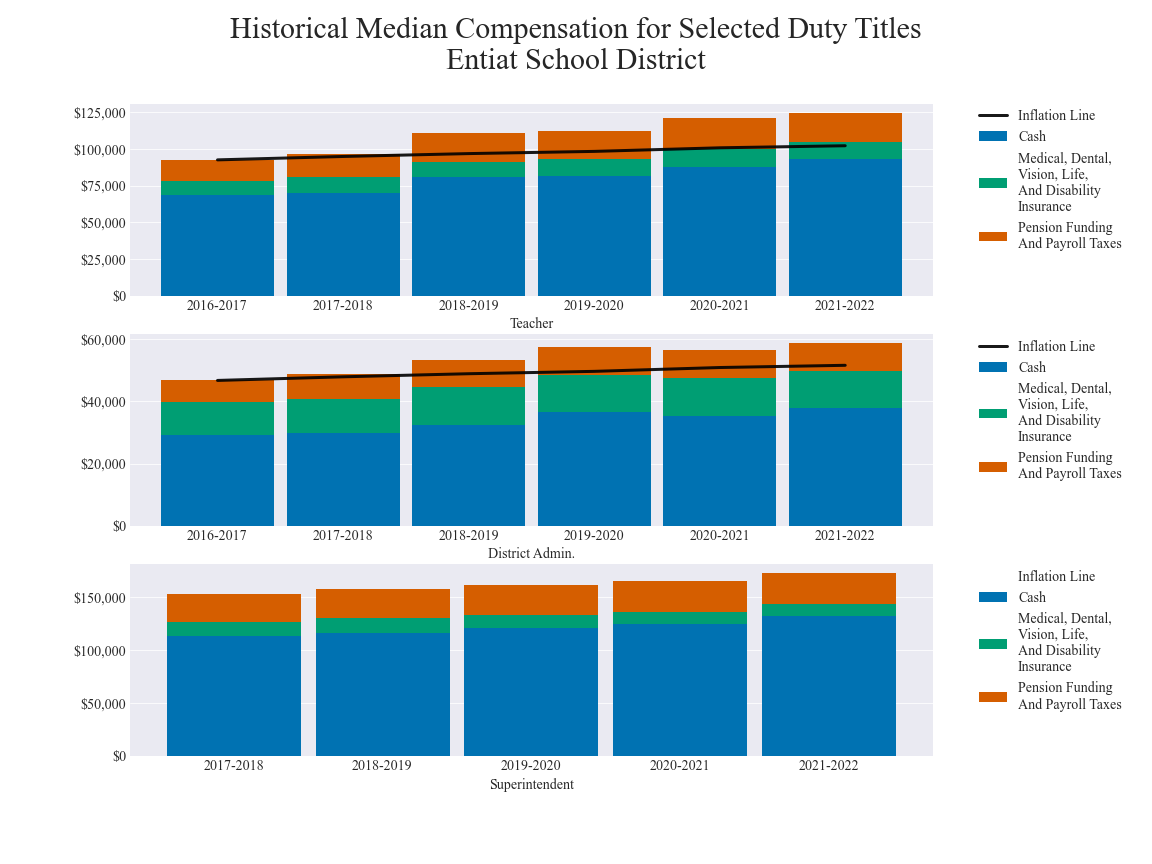 Historical Median Compensation for Selected Duty Titles
Entiat School District
$125,000
$100,000
$75,000
$50,000
$25,000
$0
2016-2017 2017-2018 2018-2019 2019-2020 2020-2021 2021-2022
Teacher
Inflation Line
Cash
Medical, Dental,
Vision, Life,
And Disability
Insurance
Pension Funding
And Payroll Taxes
$60,000
$40,000
$20,000
$0
2016-2017 2017-2018 2018-2019 2019-2020 2020-2021 2021-2022
District Admin.
Inflation Line
Cash
Medical, Dental,
Vision, Life,
And Disability
Insurance
Pension Funding
And Payroll Taxes
$150,000
$100,000
$50,000
$0
2017-2018 2018-2019 2019-2020 2020-2021 2021-2022
Superintendent
Inflation Line
Cash
Medical, Dental,
Vision, Life,
And Disability
Insurance
Pension Funding
And Payroll Taxes